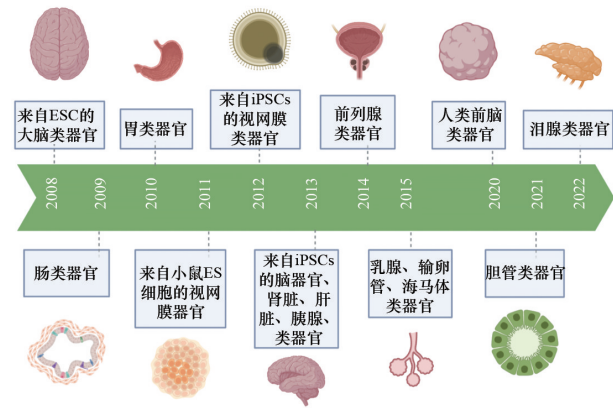 来自ESC的
大脑类器官
胃类器官
来自iPSCs
的视网膜
类器官
前列腺
类器官
人类前脑
类器官
泪腺类器官
2008
2009
2010
2011
2012
2013
2014
2015
2020
2021
2022
肠类器官
来自小鼠ES
细胞的视网
膜器官
来自iPSCs
的脑器官、
肾脏、肝
脏、胰腺、
类器官
乳腺、输卵
管、海马体
类器官
胆管类器官